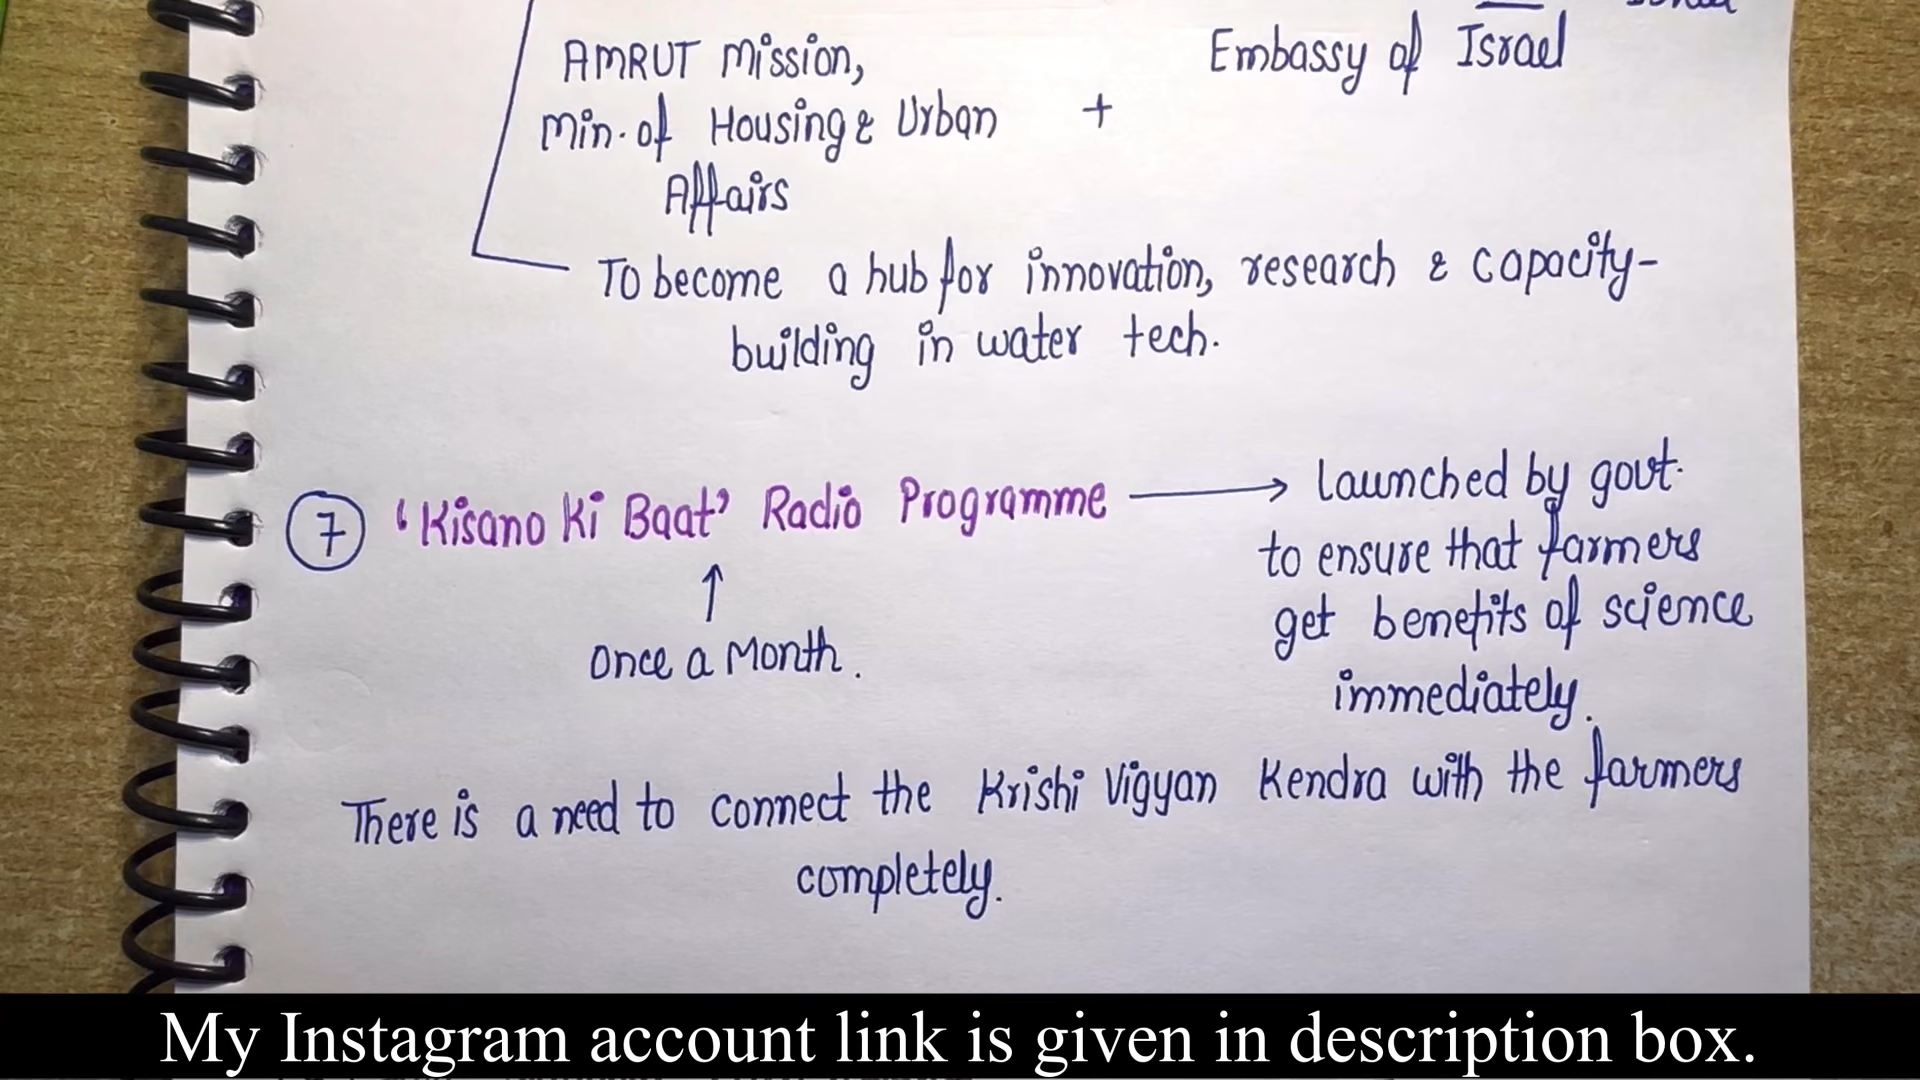 AMRUT Mission,
Embassy of Israel
Min. of Housing & Urban +
Affairs
To become a hub for innovation, research & capacity-
building in water tech.
7 'Kisano Ki Baat' Radio Programme → Launched by govt.
to ensure that farmers
get benefits of science
immediately.
↑
Once a Month.
There is a need to connect the Krishi Vigyan Kendra with the farmers
completely.
My Instagram account link is given in description box.